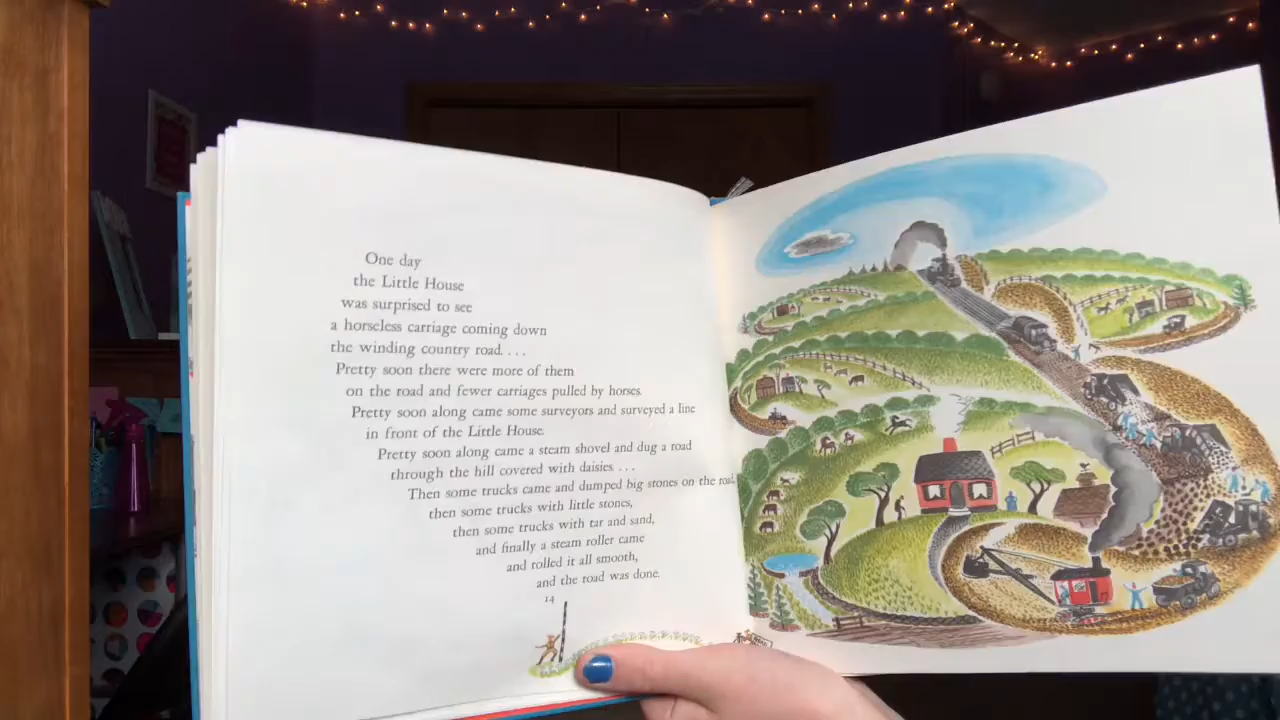 One day
the Little House
was surprised to see
a horseless carriage coming down
the winding country road. . . .
Pretty soon there were more of them
on the road and fewer carriages pulled by horses.
Pretty soon along came some surveyors and surveyed a line
in front of the Little House.
Pretty soon along came a steam shovel and dug a road
through the hill covered with daisies. . . .
Then some trucks came and dumped big stones on the road,
then some trucks with little stones,
then some trucks with tar and sand,
and finally a steam roller came
and rolled it all smooth,
and the road was done.
14